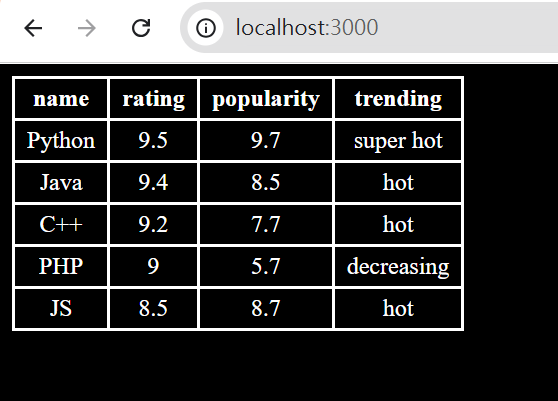 localhost:3000
name rating popularity trending
Python 9.5 9.7 super hot
Java 9.4 8.5 hot
C++ 9.2 7.7 hot
PHP 9 5.7 decreasing
JS 8.5 8.7 hot